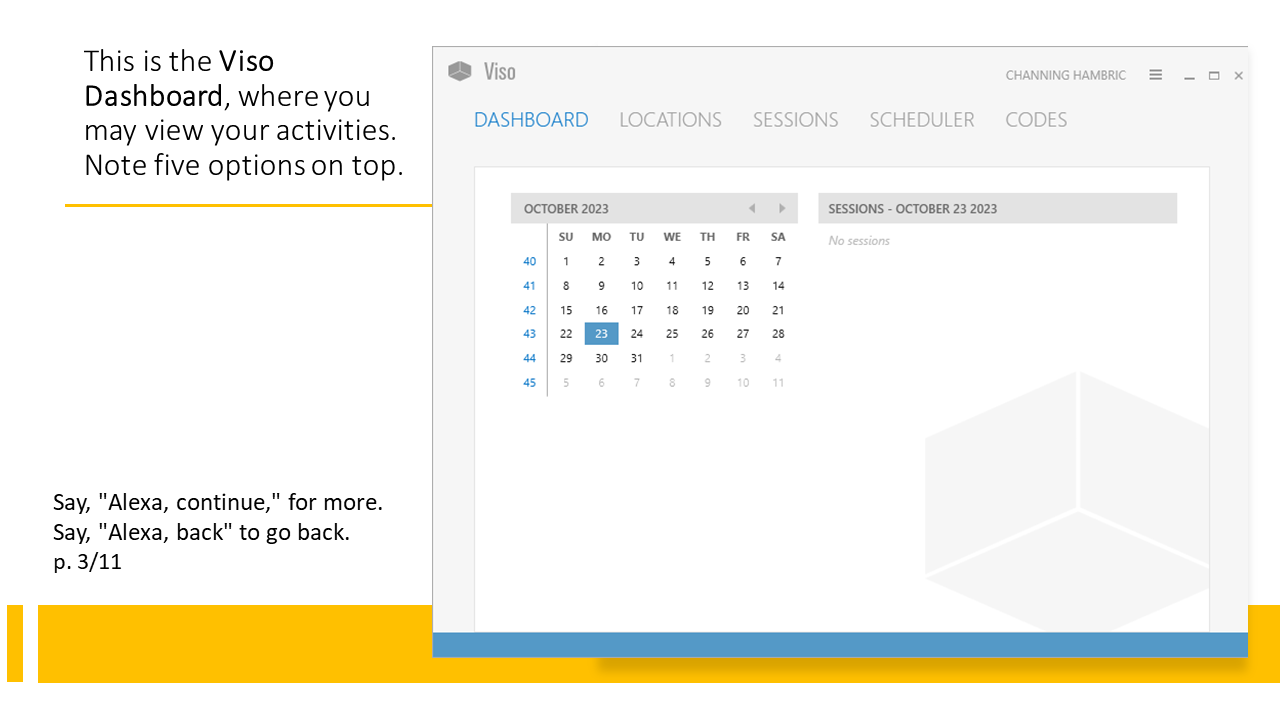 This is the Viso
Dashboard, where you
may view your activities.
Note five options on top.
Say, "Alexa, continue," for more.
Say, "Alexa, back" to go back.
p. 3/11
Viso
CHANNING HAMBRIC
DASHBOARD LOCATIONS SESSIONS SCHEDULER CODES
OCTOBER 2023
SU MO TU WE TH FR SA
40 1 2 3 4 5 6 7
41 8 9 10 11 12 13 14
42 15 16 17 18 19 20 21
43 22 23 24 25 26 27 28
44 29 30 31 1 2 3 4
45 5 6 7 8 9 10 11
SESSIONS - OCTOBER 23 2023
No sessions